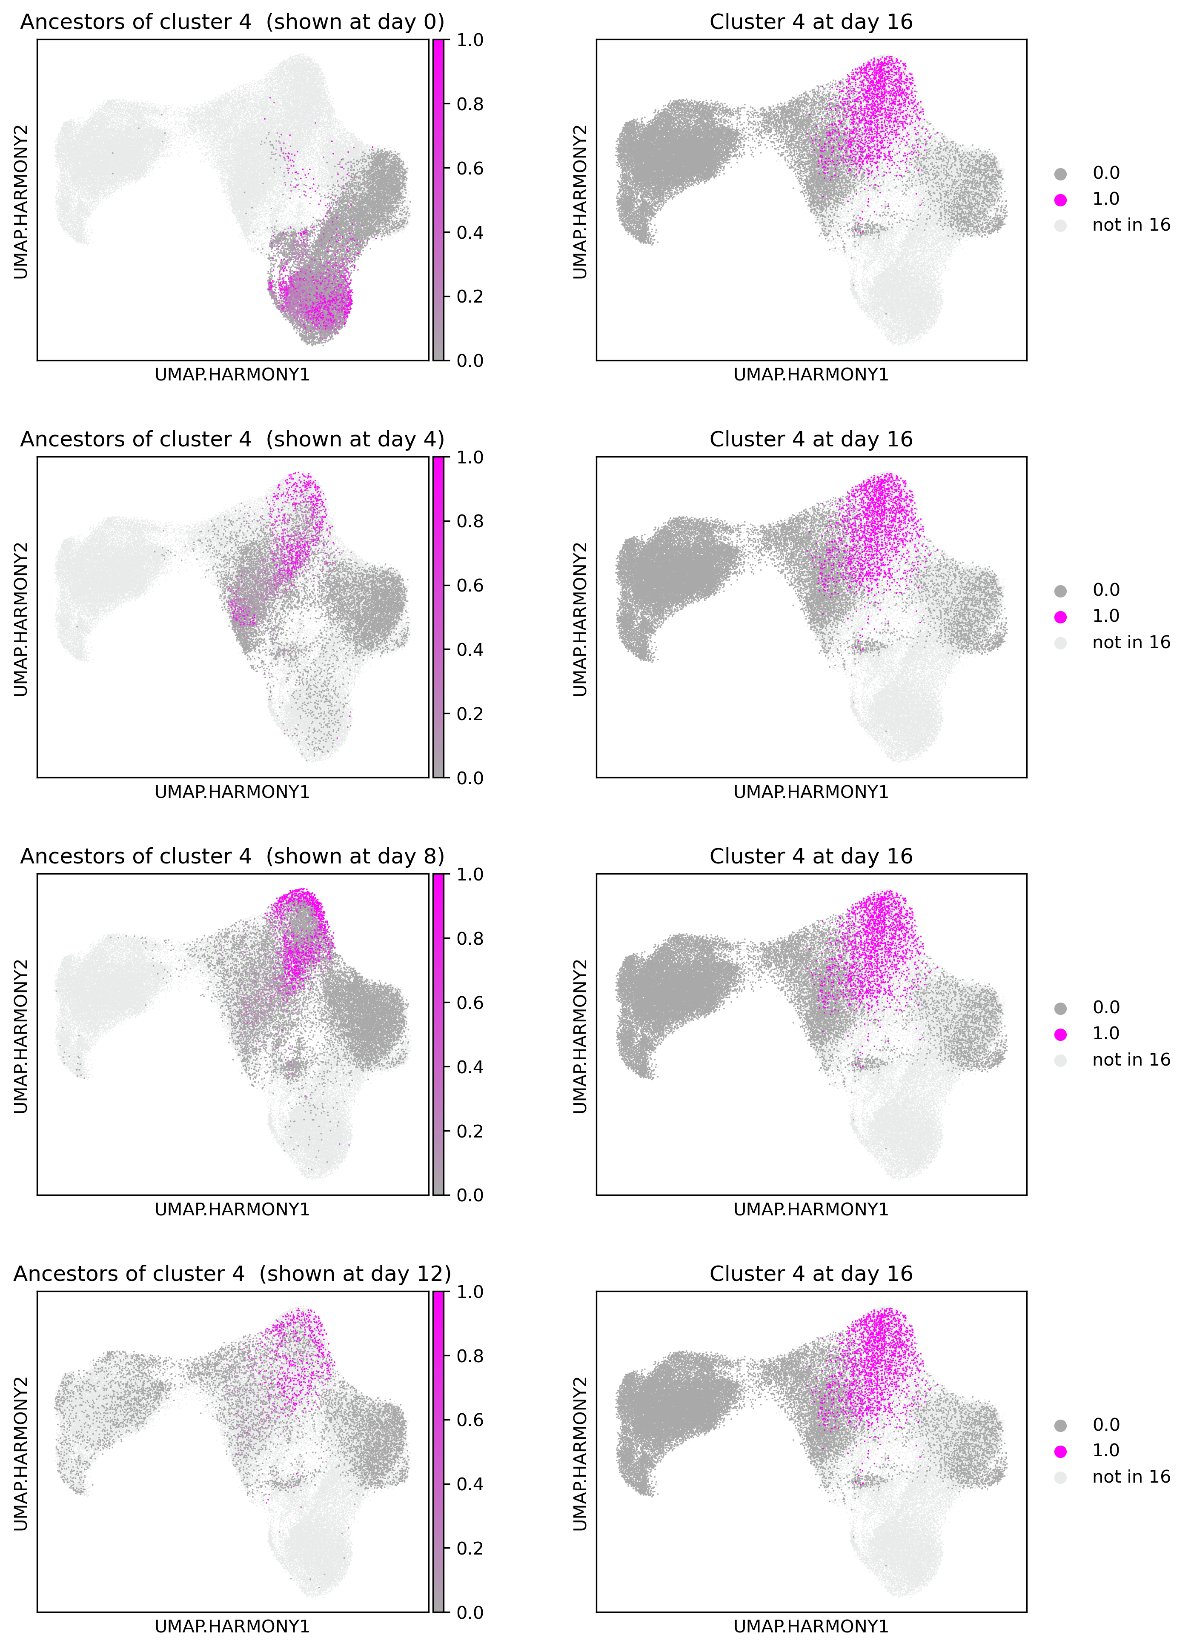 Ancestors of cluster 4  (shown at day 0)
1.0
0.8
0.6
0.4
0.2
0.0
UMAP.HARMONY2
UMAP.HARMONY1
Cluster 4 at day 16
UMAP.HARMONY2
UMAP.HARMONY1
0.0
1.0
not in 16
Ancestors of cluster 4  (shown at day 4)
1.0
0.8
0.6
0.4
0.2
0.0
UMAP.HARMONY2
UMAP.HARMONY1
Cluster 4 at day 16
UMAP.HARMONY2
UMAP.HARMONY1
0.0
1.0
not in 16
Ancestors of cluster 4  (shown at day 8)
1.0
0.8
0.6
0.4
0.2
0.0
UMAP.HARMONY2
UMAP.HARMONY1
Cluster 4 at day 16
UMAP.HARMONY2
UMAP.HARMONY1
0.0
1.0
not in 16
Ancestors of cluster 4  (shown at day 12)
1.0
0.8
0.6
0.4
0.2
0.0
UMAP.HARMONY2
UMAP.HARMONY1
Cluster 4 at day 16
UMAP.HARMONY2
UMAP.HARMONY1
0.0
1.0
not in 16